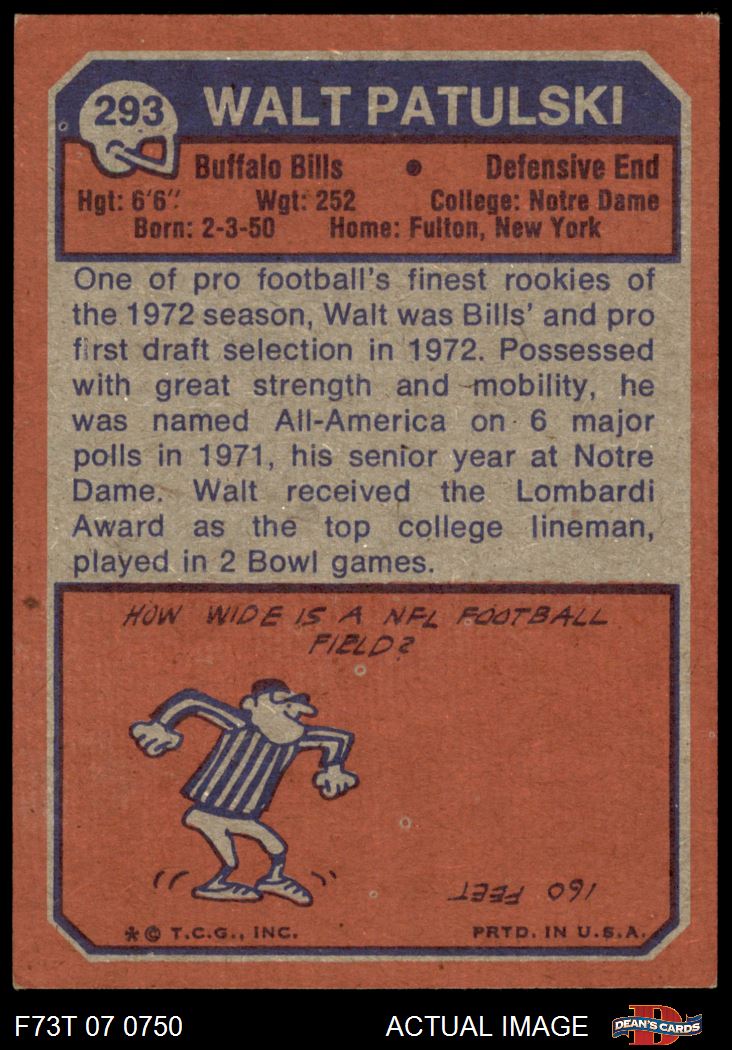 293 WALT PATULSKI
Buffalo Bills • Defensive End
Hgt: 6'6" Wgt: 252 College: Notre Dame
Born: 2-3-50 Home: Fulton, New York
One of pro football's finest rookies of
the 1972 season, Walt was Bills' and pro
first draft selection in 1972. Possessed
with great strength and mobility, he
was named All-America on 6 major
polls in 1971, his senior year at Notre
Dame. Walt received the Lombardi
Award as the top college lineman,
played in 2 Bowl games.
HOW WIDE IS A NFL FOOTBALL
FIELD?
160 FEET
* © T.C.G., INC. PRTD. IN U.S.A.
F73T 07 0750 ACTUAL IMAGE DEAN'S CARDS